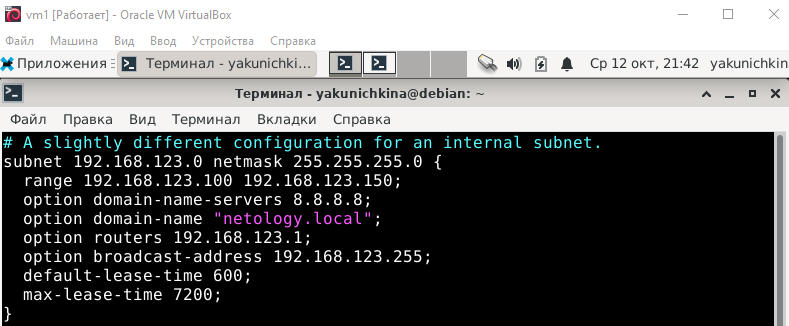 vm1 [Работает] - Oracle VM VirtualBox
Файл Машина Вид Ввод Устройства Справка
Приложения Терминал - yakunichki... Ср 12 окт, 21:42 yakunichkin
Терминал - yakunichkina@debian: ~
Файл Правка Вид Терминал Вкладки Справка
# A slightly different configuration for an internal subnet.
subnet 192.168.123.0 netmask 255.255.255.0 {
  range 192.168.123.100 192.168.123.150;
  option domain-name-servers 8.8.8.8;
  option domain-name "netology.local";
  option routers 192.168.123.1;
  option broadcast-address 192.168.123.255;
  default-lease-time 600;
  max-lease-time 7200;
}